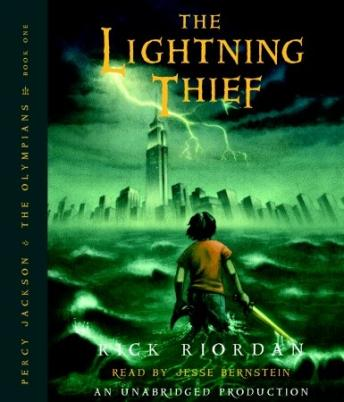 THE
LIGHTNING
THIEF
RICK RIORDAN
READ BY JESSE BERNSTEIN
AN UNABRIDGED PRODUCTION
PERCY JACKSON & THE OLYMPIANS BOOK ONE